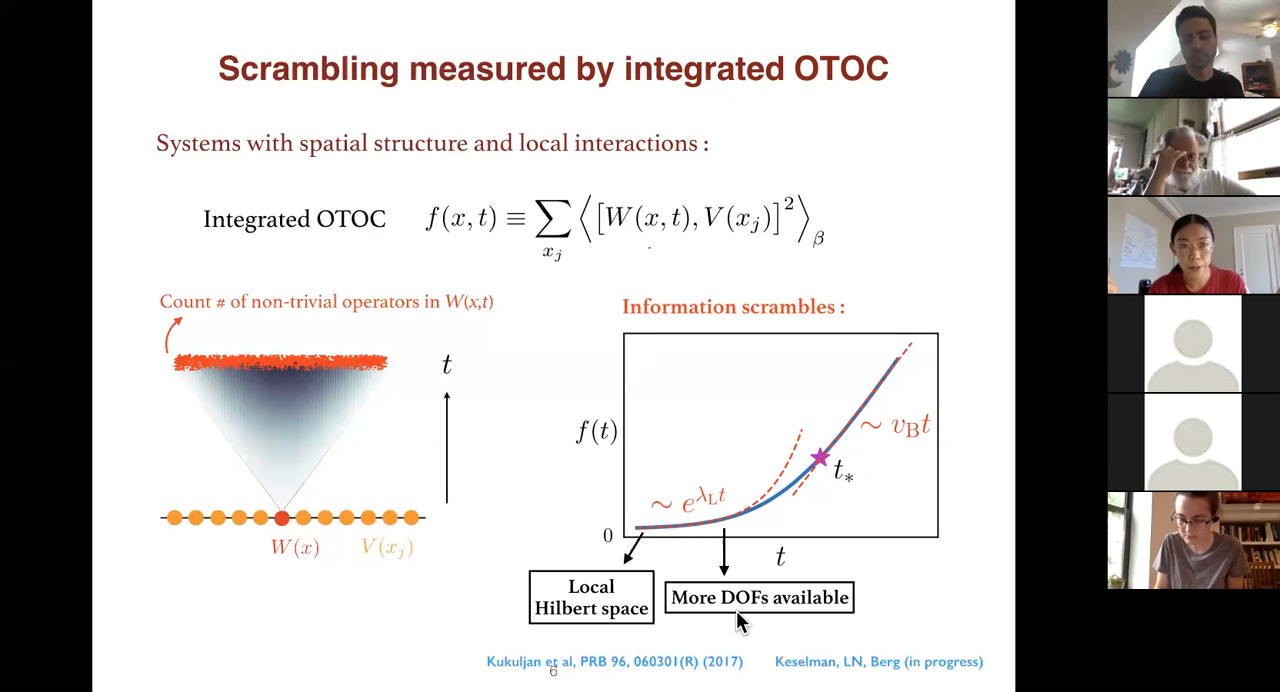 Scrambling measured by integrated OTOC
Systems with spatial structure and local interactions :
Integrated OTOC f(x, t) ≡ ∑_{x_j} ⟨[W(x, t), V(x_j)]²⟩_β
Count # of non-trivial operators in W(x,t)
t
W(x) V(x_j)
Information scrambles :
f(t)
∼ v_B t
t_*
∼ e^{λ_L t}
0
t
Local
Hilbert space
More DOFs available
Kukuljan et al, PRB 96, 060301(R) (2017) Keselman, LN, Berg (in progress)
6